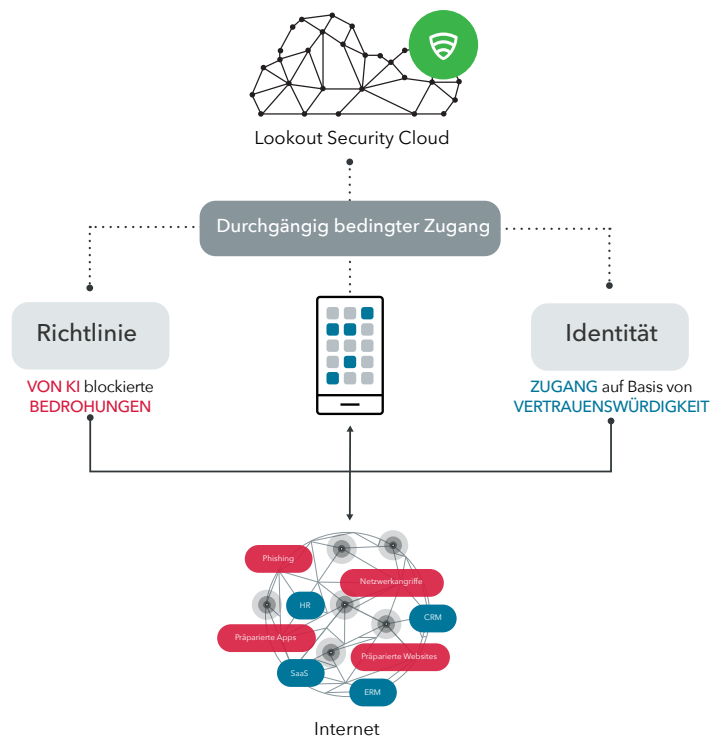 Lookout Security Cloud
Durchgängig bedingter Zugang
Richtlinie
Identität
VON KI blockierte
BEDROHUNGEN
ZUGANG auf Basis von
VERTRAUENSWÜRDIGKEIT
Phishing
Netzwerkangriffe
HR
CRM
Präparierte Apps
Präparierte Websites
SaaS
ERM
Internet